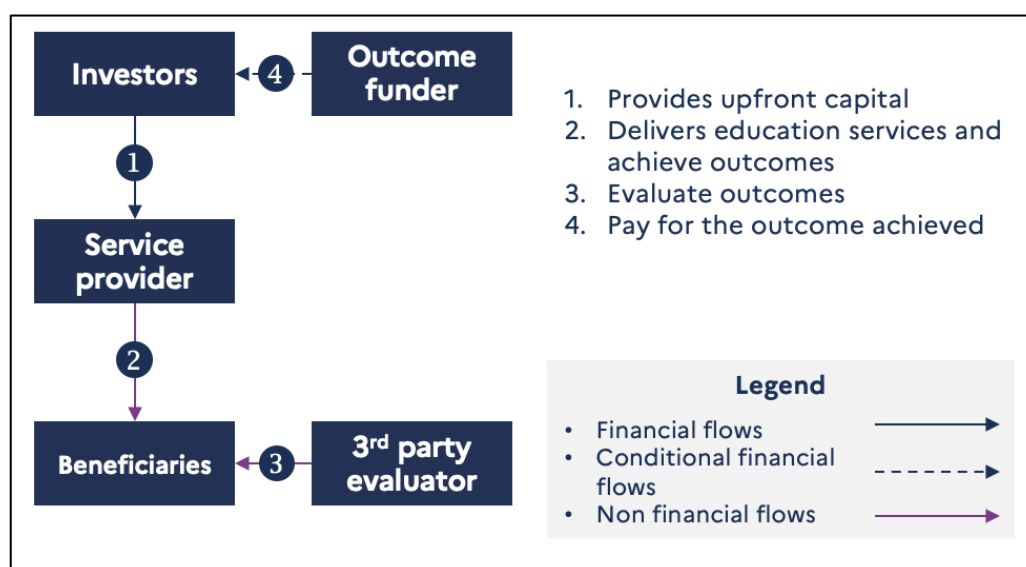 Investors
4
Outcome
funder
1
Service
provider
2
Beneficiaries
3
3rd party
evaluator
1. Provides upfront capital
2. Delivers education services and
achieve outcomes
3. Evaluate outcomes
4. Pay for the outcome achieved
Legend
• Financial flows
• Conditional financial
flows
• Non financial flows